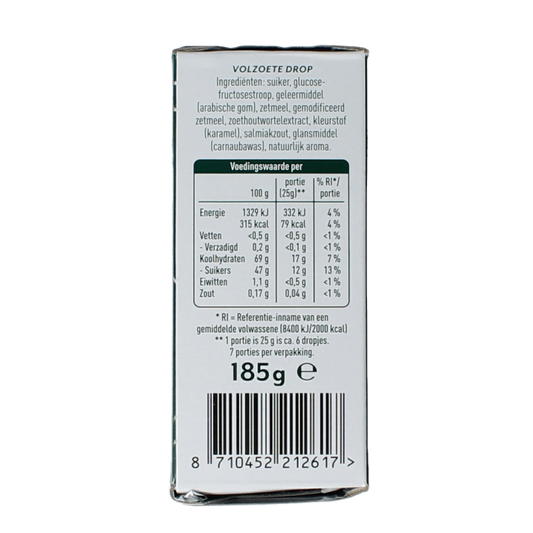 VOLZOETE DROP
Ingrediënten: suiker, glucose-
fructosestroop, geleermiddel
(arabische gom), zetmeel, gemodificeerd
zetmeel, zoethoutwortelextract, kleurstof
(karamel), salmiakzout, glansmiddel
(carnaubawas), natuurlijk aroma.
Voedingswaarde per
100 g portie (25g)** % RI*/ portie
Energie 1329 kJ 332 kJ 4 %
315 kcal 79 kcal 4 %
Vetten <0,5 g <0,5 g <1 %
- Verzadigd 0,2 g <0,1 g <1 %
Koolhydraten 69 g 17 g 7 %
- Suikers 47 g 12 g 13 %
Eiwitten 1,1 g <0,5 g <1 %
Zout 0,17 g 0,04 g <1 %
* RI = Referentie-inname van een
gemiddelde volwassene (8400 kJ/2000 kcal)
** 1 portie is 25 g is ca. 6 dropjes.
7 porties per verpakking.
185g ℮
8 710452 212617 >